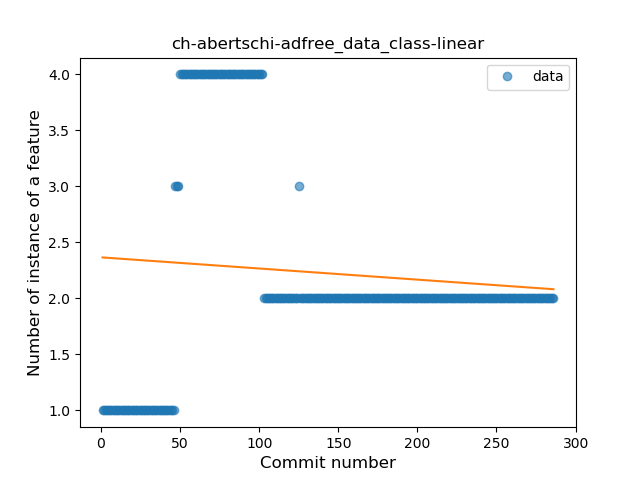 ch-abertschi-adfree_data_class-linear
data
Number of instance of a feature
4.0
3.5
3.0
2.5
2.0
1.5
1.0
0 50 100 150 200 250 300
Commit number